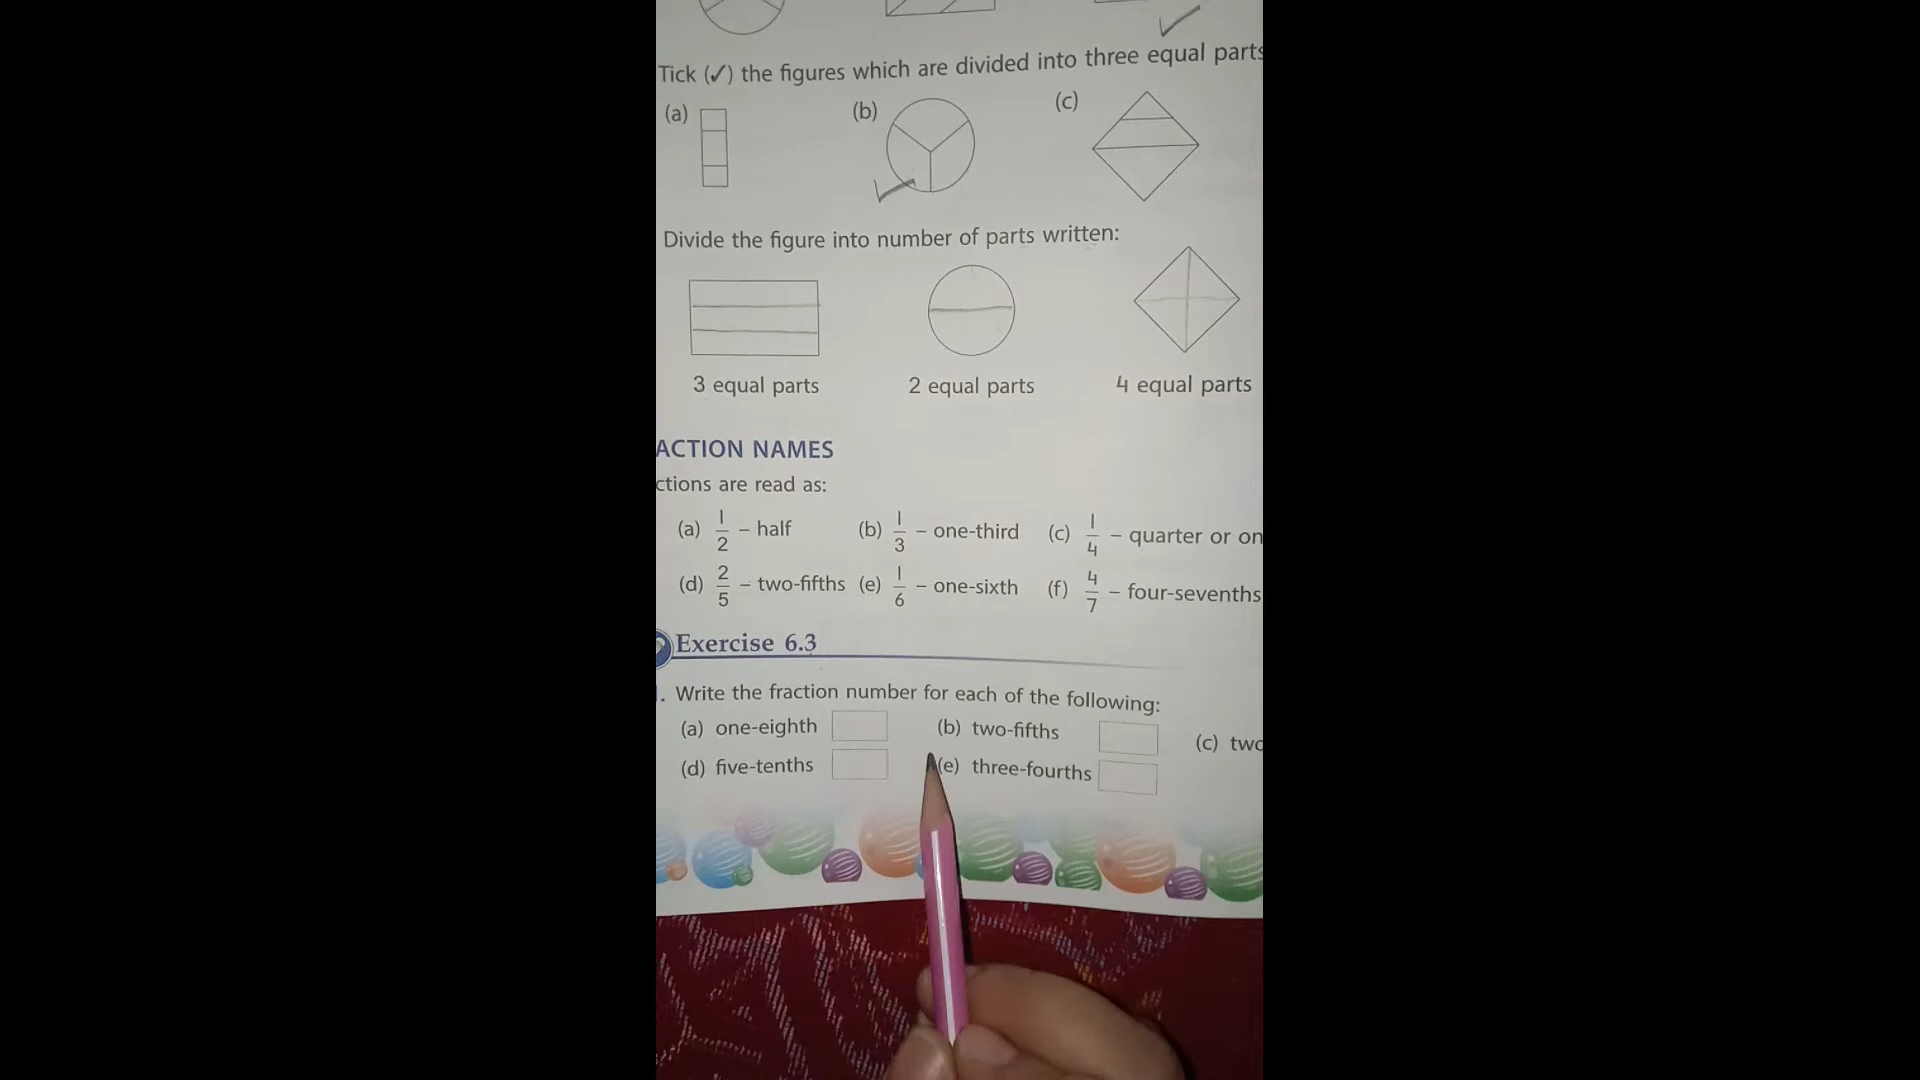 Tick (✓) the figures which are divided into three equal parts
(a) (b) (c)
Divide the figure into number of parts written:
3 equal parts 2 equal parts 4 equal parts
ACTION NAMES
ctions are read as:
(a) 1/2 – half (b) 1/3 – one-third (c) 1/4 – quarter or on
(d) 2/5 – two-fifths (e) 1/6 – one-sixth (f) 4/7 – four-sevenths
Exercise 6.3
. Write the fraction number for each of the following:
(a) one-eighth (b) two-fifths (c) two
(d) five-tenths (e) three-fourths